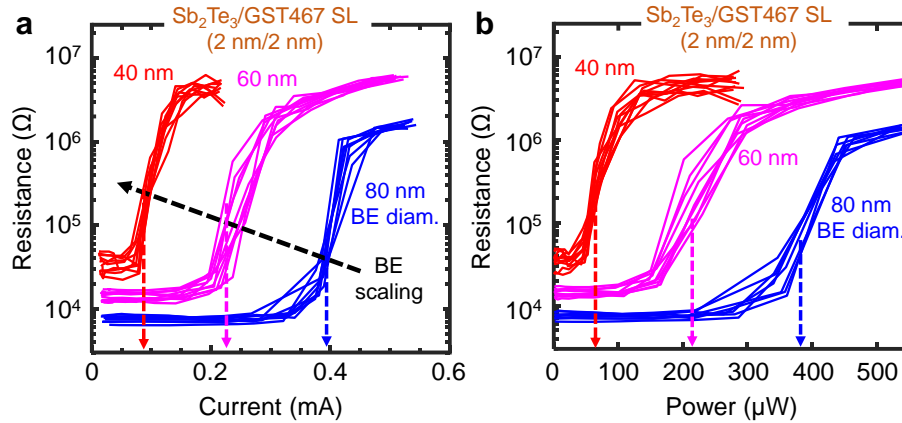 a
Sb₂Te₃/GST467 SL
(2 nm/2 nm)
10⁷
10⁶
10⁵
10⁴
Resistance (Ω)
40 nm
60 nm
80 nm
BE diam.
BE
scaling
0
0.2
0.4
0.6
Current (mA)
b
Sb₂Te₃/GST467 SL
(2 nm/2 nm)
10⁷
10⁶
10⁵
10⁴
Resistance (Ω)
40 nm
60 nm
80 nm
BE diam.
0
100
200
300
400
500
Power (µW)